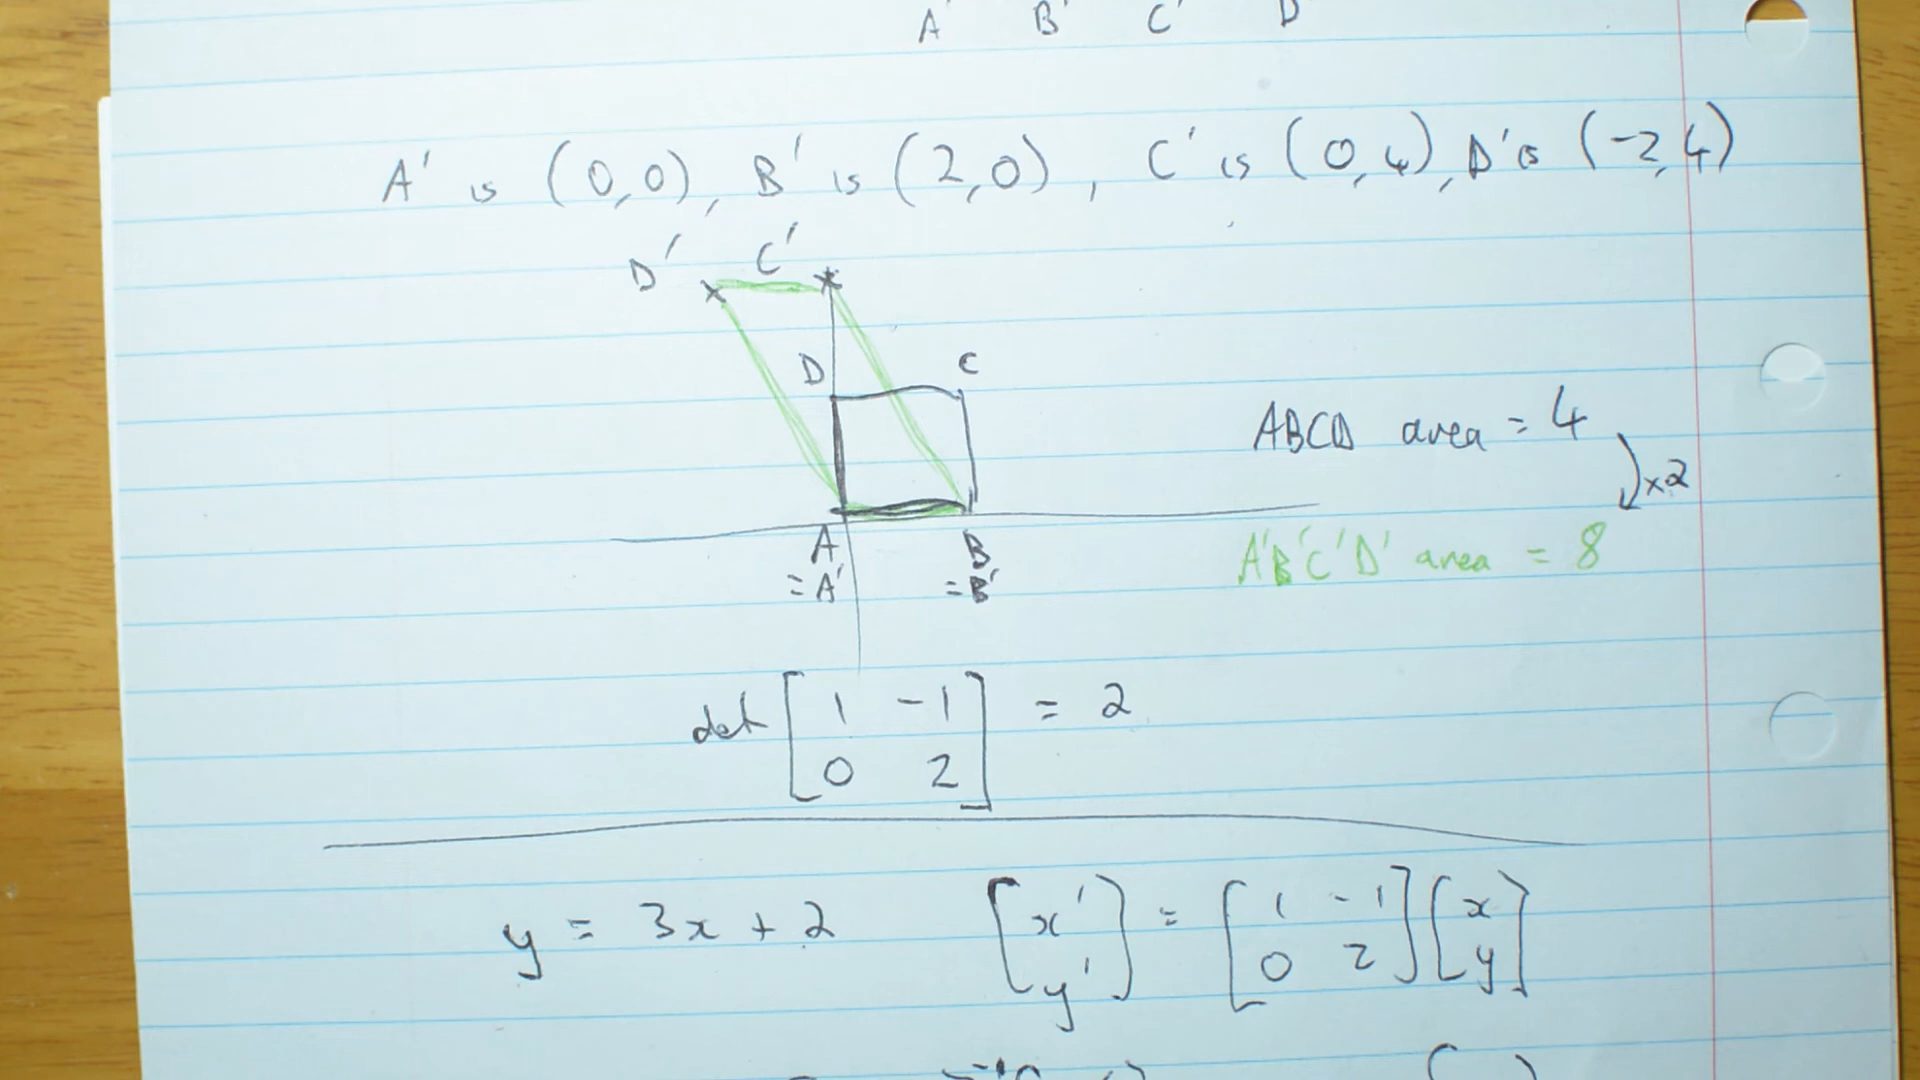 A' B' C' D'
A' is (0,0), B' is (2,0), C' is (0,4), D' is (-2,4)
D' C'
D C
ABCD area = 4
×2
A B
=A' =B'
A'B'C'D' area = 8
det [1 -1
0 2] = 2
y = 3x + 2 [x' y'] = [1 -1
0 2] [x y]